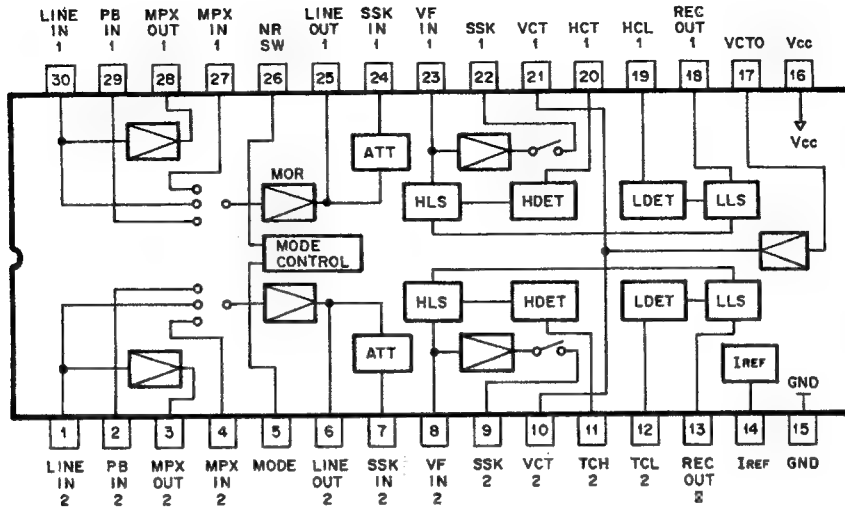 LINE IN 1
PB IN 1
MPX OUT 1
MPX IN 1
NR SW
LINE OUT 1
SSK IN 1
VF IN 1
SSK 1
VCT 1
HCT 1
HCL 1
REC OUT 1
VCTO
Vcc
30 29 28 27 26 25 24 23 22 21 20 19 18 17 16
Vcc
ATT
MOR
HLS
HDET
LDET
LLS
MODE CONTROL
HLS
HDET
LDET
LLS
ATT
IREF
GND
1 2 3 4 5 6 7 8 9 10 11 12 13 14 15
LINE IN 2
PB IN 2
MPX OUT 2
MPX IN 2
MODE
LINE OUT 2
SSK IN 2
VF IN 2
SSK 2
VCT 2
TCH 2
TCL 2
REC OUT 2
IREF
GND